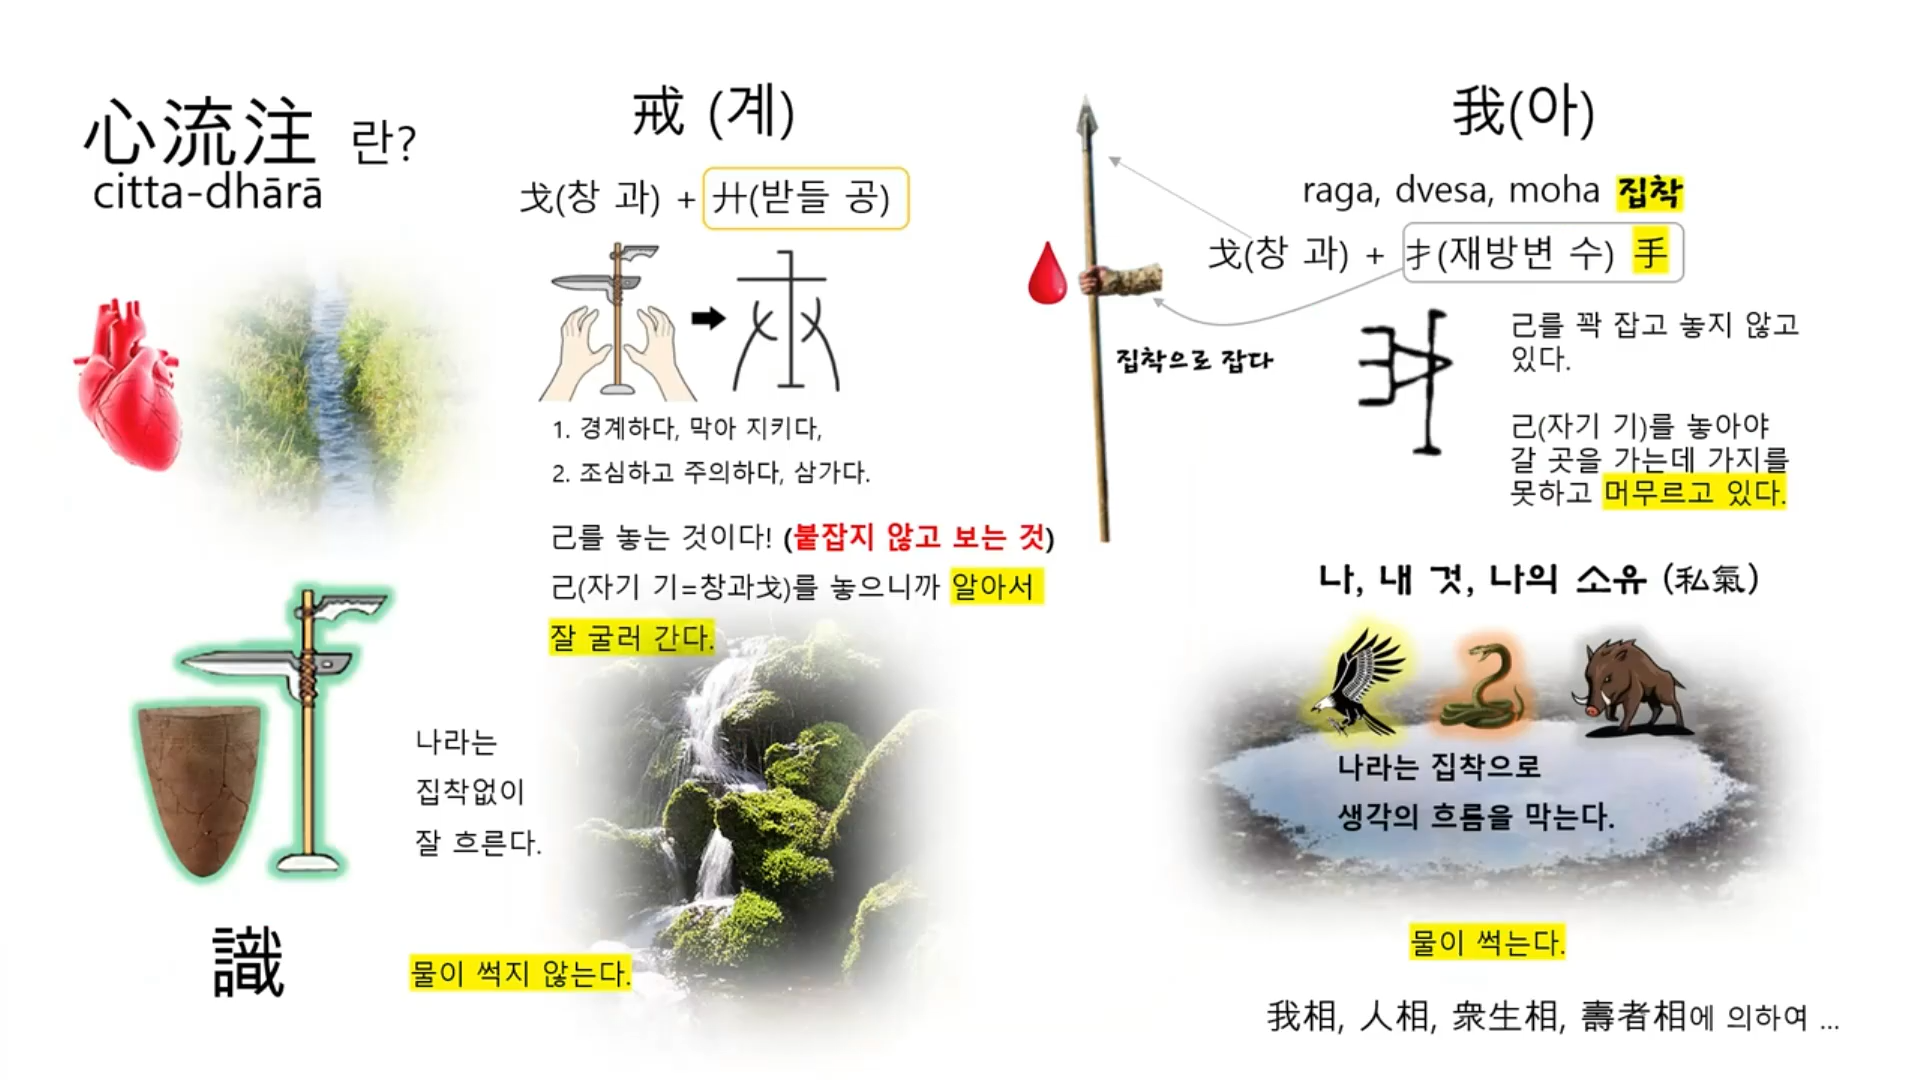 心流注 란?
citta-dhārā
戒 (계)
戈(창 과) + 廾(받들 공)
1. 경계하다, 막아 지키다,
2. 조심하고 주의하다, 삼가다.
己를 놓는 것이다! (붙잡지 않고 보는 것)
己(자기 기=창과戈)를 놓으니까 알아서
잘 굴러 간다.
나라는
집착없이
잘 흐른다.
識
물이 썩지 않는다.
我(아)
raga, dvesa, moha 집착
戈(창 과) + 扌(재방변 수) 手
집착으로 잡다
己를 꽉 잡고 놓지 않고
있다.
己(자기 기)를 놓아야
갈 곳을 가는데 가지를
못하고 머무르고 있다.
나, 내 것, 나의 소유 (私氣)
나라는 집착으로
생각의 흐름을 막는다.
물이 썩는다.
我相, 人相, 衆生相, 壽者相에 의하여 ...